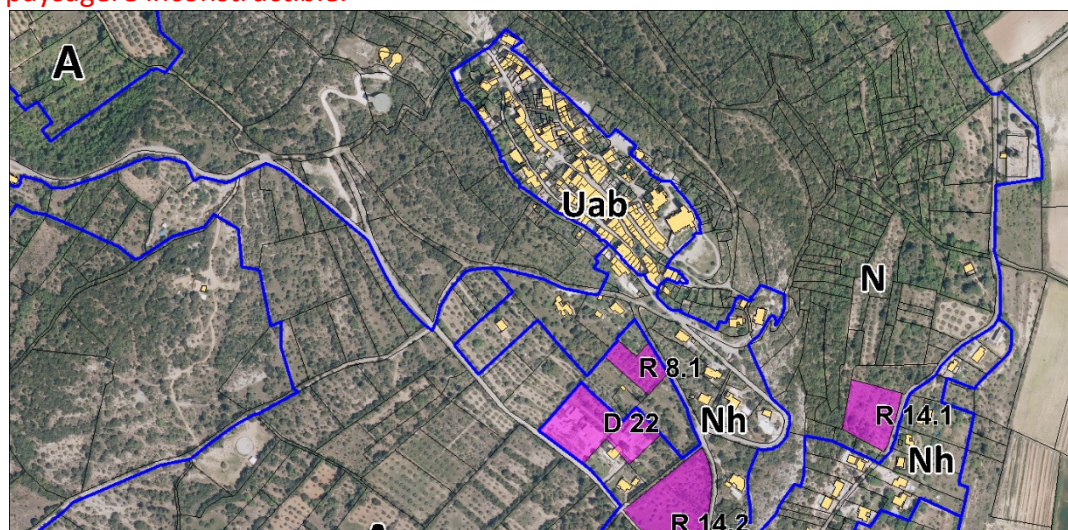 paysagère inconstructible.
A
Uab
N
R 8.1
D 22
Nh
R 14.1
Nh
R 14.2
A